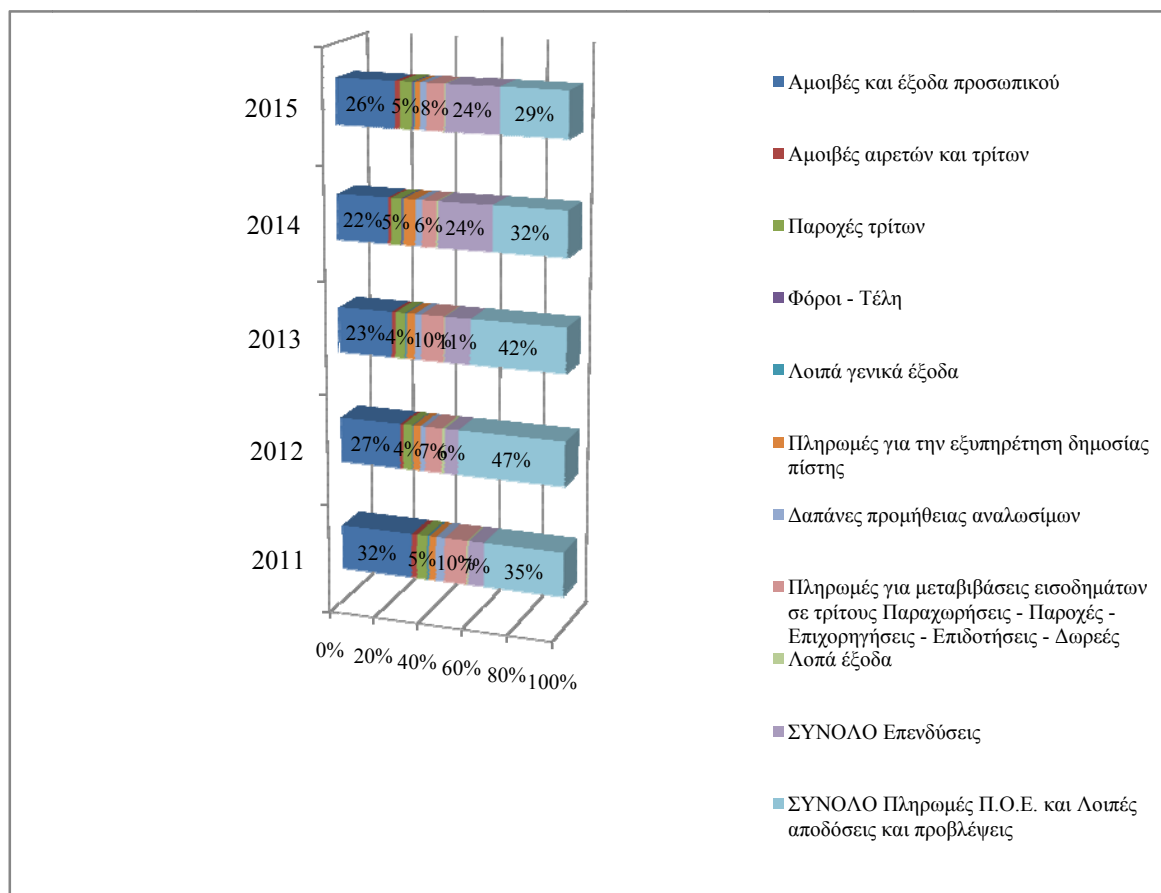 2015
26% 5% 8% 24% 29%
2014
22% 5% 6% 24% 32%
2013
23% 4% 10% 11% 42%
2012
27% 4% 7% 6% 47%
2011
32% 5% 10% 7% 35%
0% 20% 40% 60% 80% 100%
Αμοιβές και έξοδα προσωπικού
Αμοιβές αιρετών και τρίτων
Παροχές τρίτων
Φόροι - Τέλη
Λοιπά γενικά έξοδα
Πληρωμές για την εξυπηρέτηση δημοσίας
πίστης
Δαπάνες προμήθειας αναλωσίμων
Πληρωμές για μεταβιβάσεις εισοδημάτων
σε τρίτους Παραχωρήσεις - Παροχές -
Επιχορηγήσεις - Επιδοτήσεις - Δωρεές
Λοπά έξοδα
ΣΥΝΟΛΟ Επενδύσεις
ΣΥΝΟΛΟ Πληρωμές Π.Ο.Ε. και Λοιπές
αποδόσεις και προβλέψεις